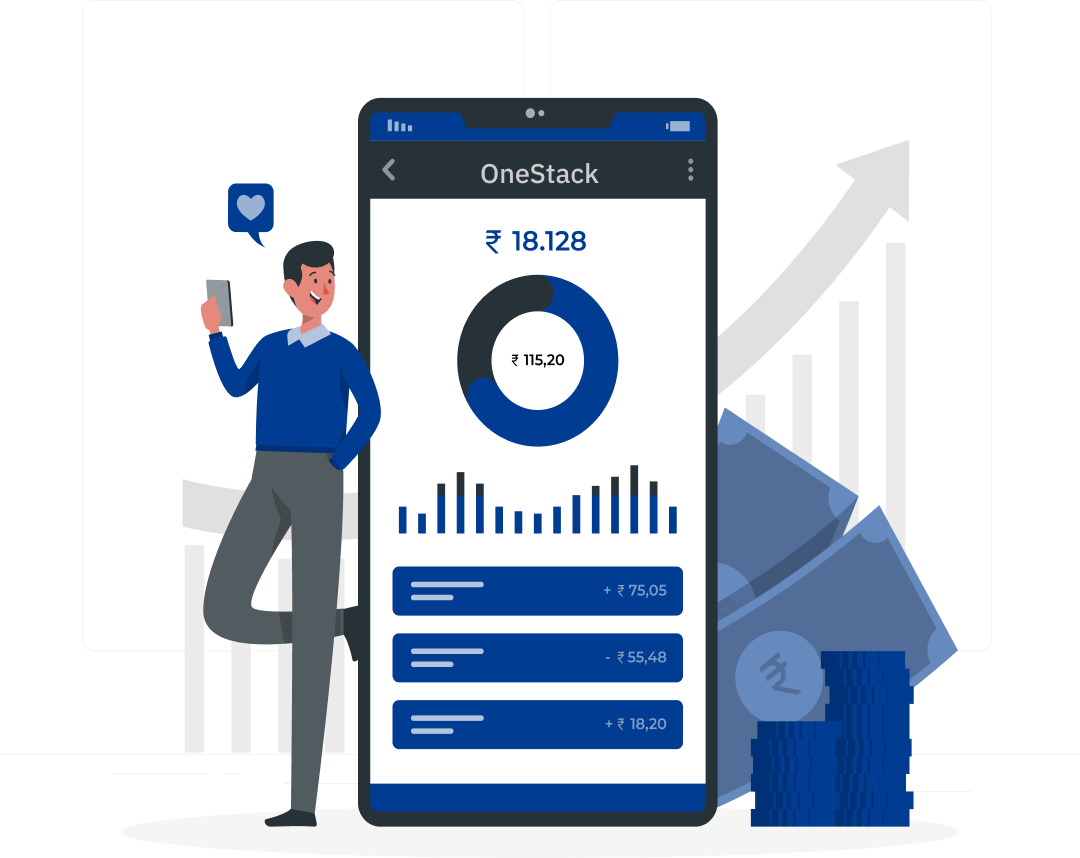 OneStack
₹ 18.128
₹ 115,20
+ ₹ 75,05
- ₹ 55,48
+ ₹ 18,20
₹